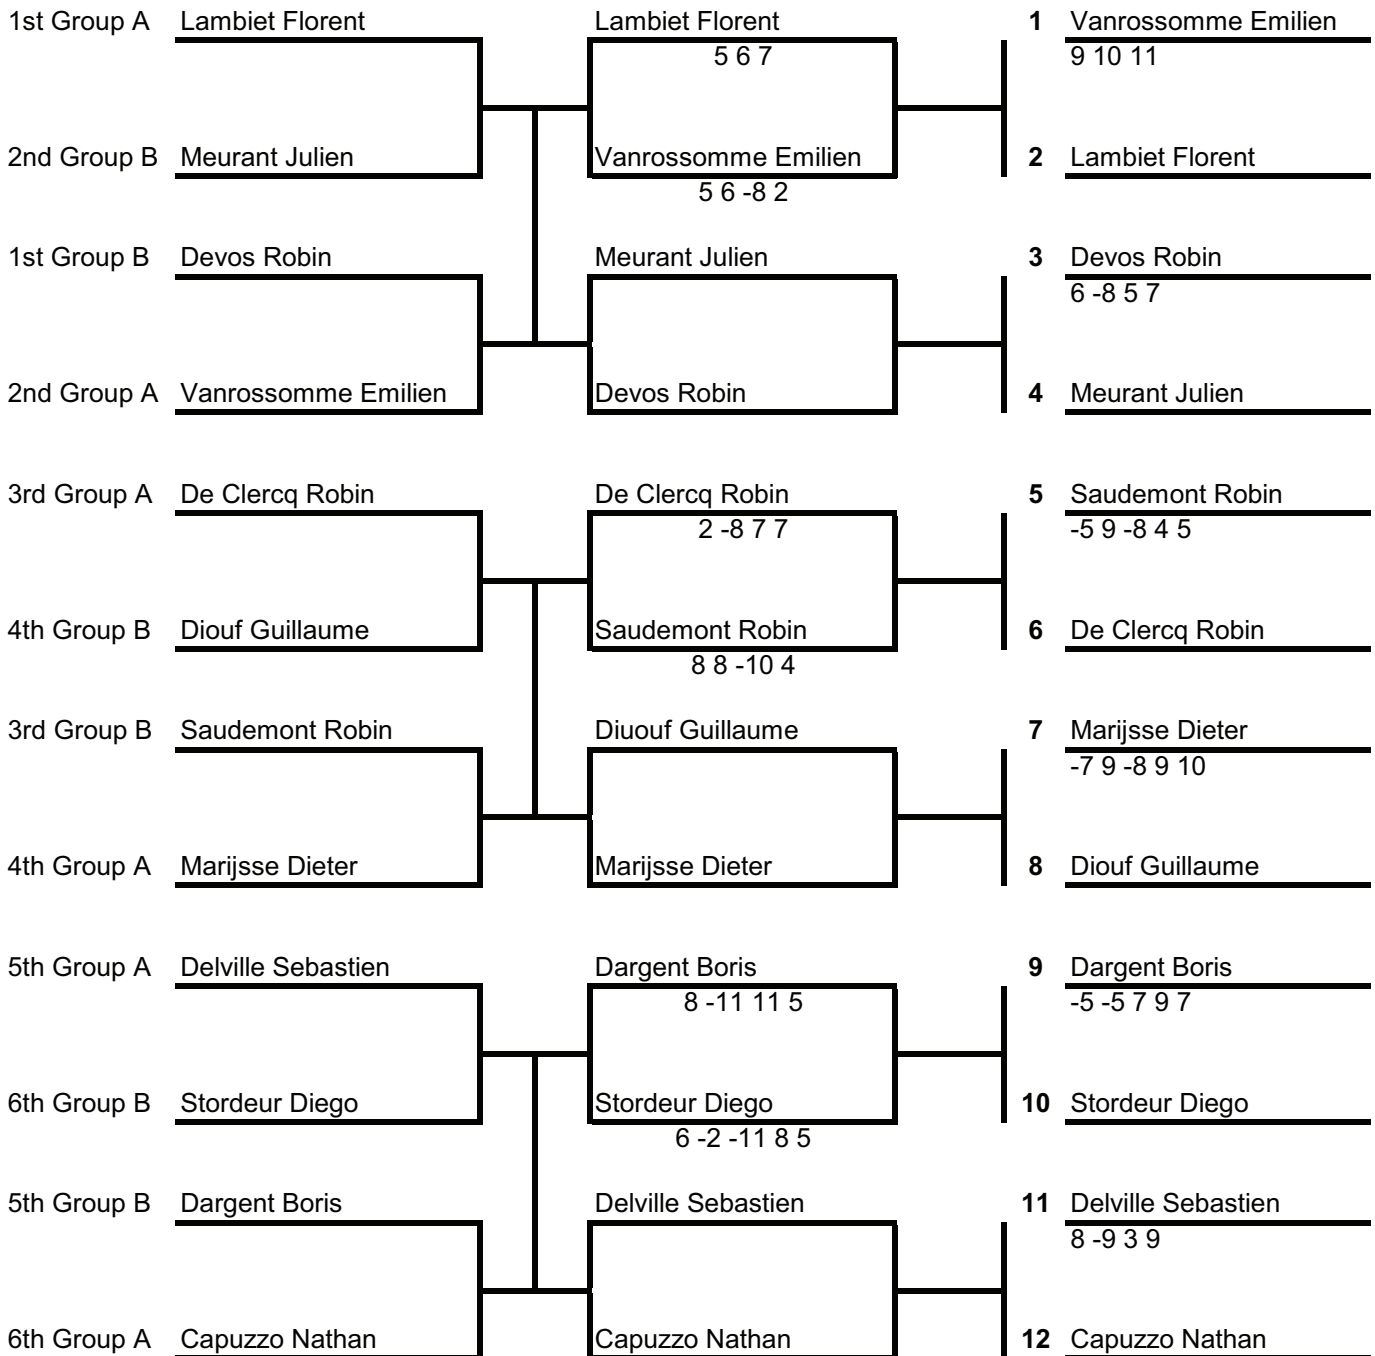 1st Group A Lambiet Florent Lambiet Florent 1 Vanrossomme Emilien
5 6 7 9 10 11
2nd Group B Meurant Julien Vanrossomme Emilien 2 Lambiet Florent
5 6 -8 2
1st Group B Devos Robin Meurant Julien 3 Devos Robin
6 -8 5 7
2nd Group A Vanrossomme Emilien Devos Robin 4 Meurant Julien
3rd Group A De Clercq Robin De Clercq Robin 5 Saudemont Robin
2 -8 7 7 -5 9 -8 4 5
4th Group B Diouf Guillaume Saudemont Robin 6 De Clercq Robin
8 8 -10 4
3rd Group B Saudemont Robin Diuouf Guillaume 7 Marijsse Dieter
-7 9 -8 9 10
4th Group A Marijsse Dieter Marijsse Dieter 8 Diouf Guillaume
5th Group A Delville Sebastien Dargent Boris 9 Dargent Boris
8 -11 11 5 -5 -5 7 9 7
6th Group B Stordeur Diego Stordeur Diego 10 Stordeur Diego
6 -2 -11 8 5
5th Group B Dargent Boris Delville Sebastien 11 Delville Sebastien
8 -9 3 9
6th Group A Capuzzo Nathan Capuzzo Nathan 12 Capuzzo Nathan